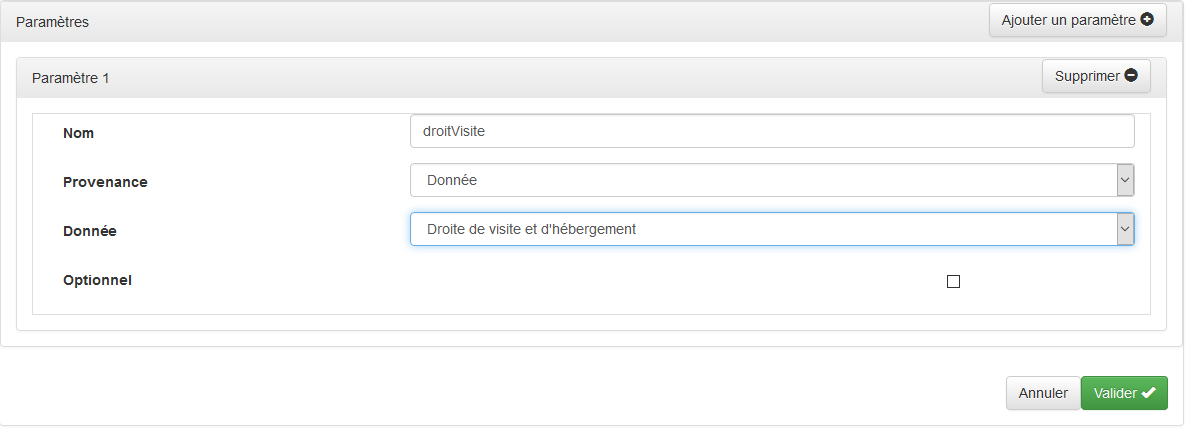 Paramètres
Ajouter un paramètre
Paramètre 1
Supprimer
Nom
droitVisite
Provenance
Donnée
Donnée
Droite de visite et d'hébergement
Optionnel
Annuler
Valider